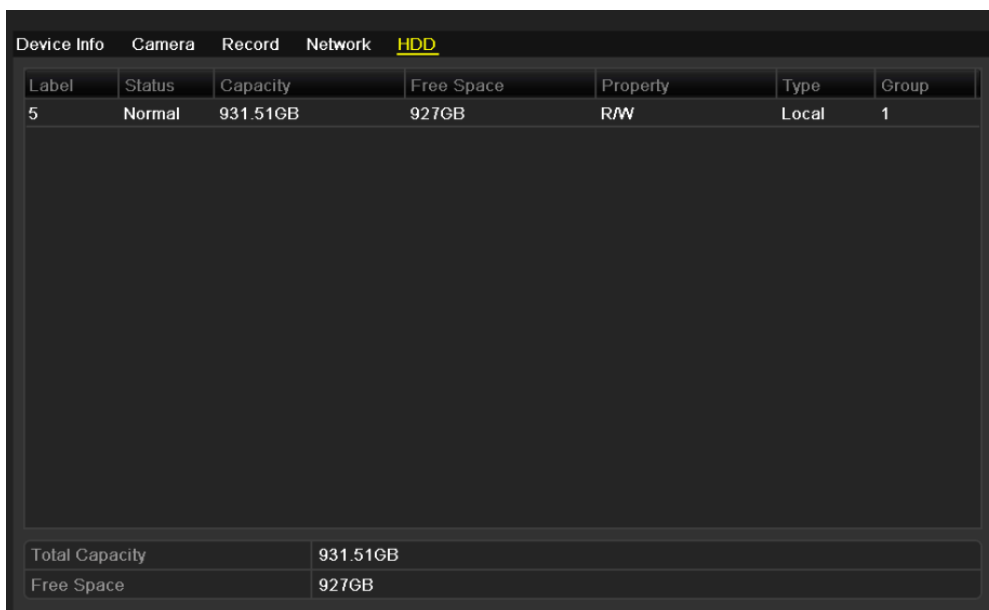 Device Info Camera Record Network HDD
Label Status Capacity Free Space Property Type Group
5 Normal 931.51GB 927GB R/W Local 1
Total Capacity 931.51GB
Free Space 927GB